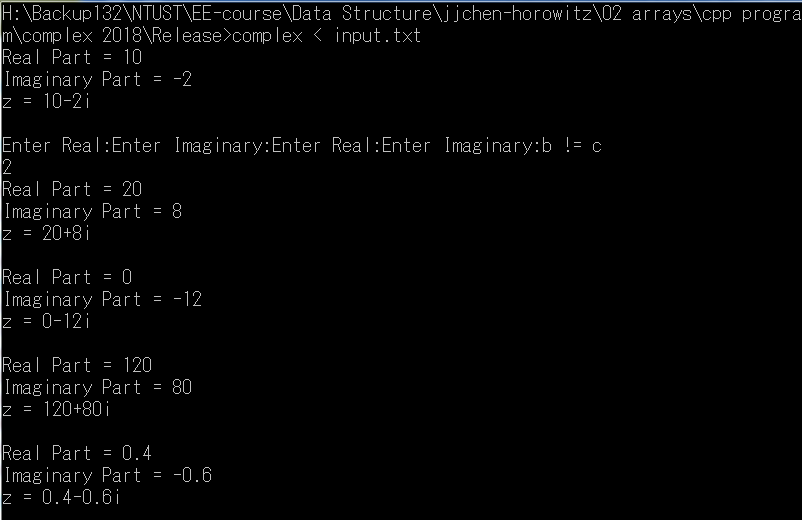 H:\Backup132\NTUST\EE-course\Data Structure\jjchen-horowitz\02 arrays\cpp progra
m\complex 2018\Release>complex < input.txt
Real Part = 10
Imaginary Part = -2
z = 10-2i
Enter Real:Enter Imaginary:Enter Real:Enter Imaginary:b != c
2
Real Part = 20
Imaginary Part = 8
z = 20+8i
Real Part = 0
Imaginary Part = -12
z = 0-12i
Real Part = 120
Imaginary Part = 80
z = 120+80i
Real Part = 0.4
Imaginary Part = -0.6
z = 0.4-0.6i